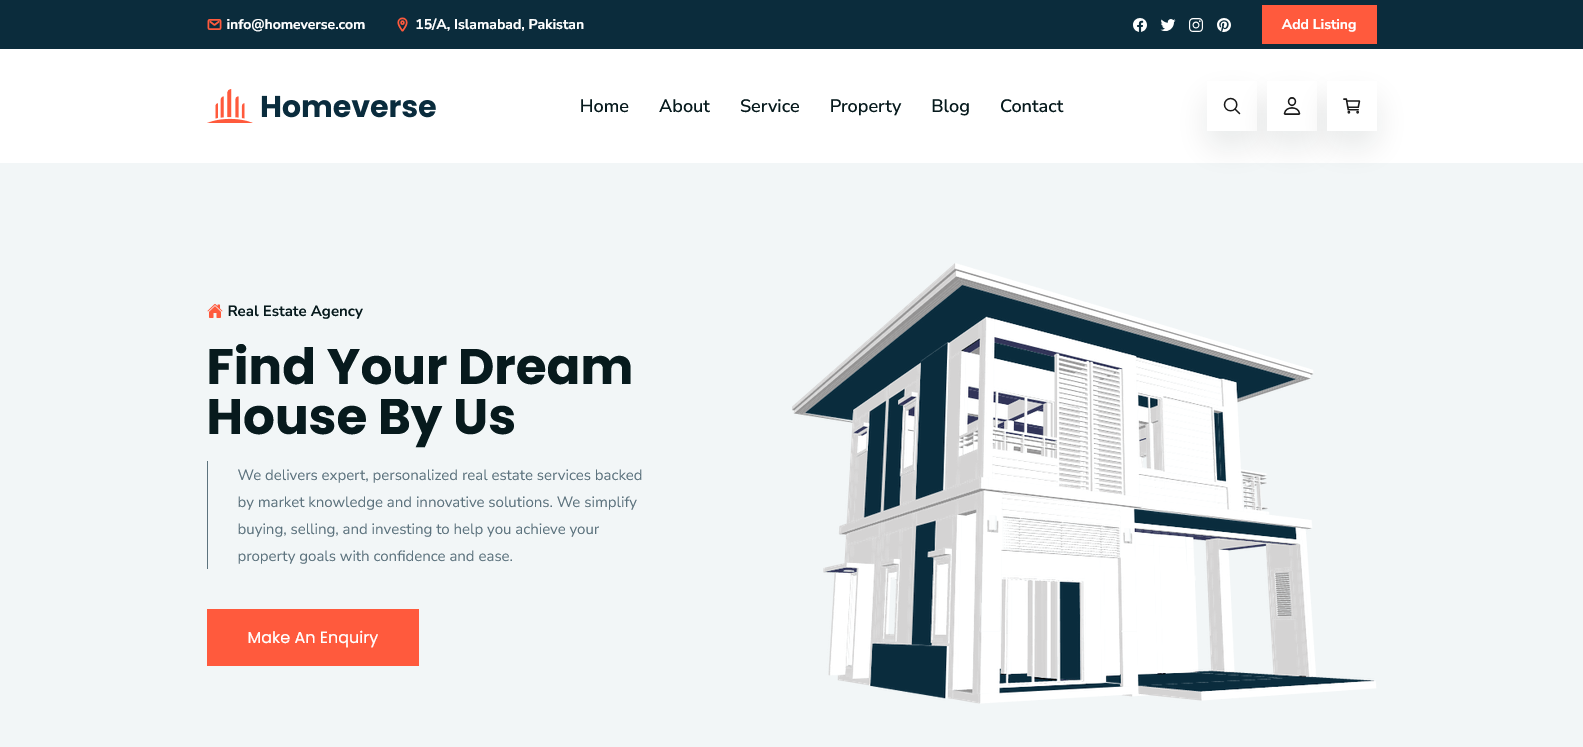 info@homeverse.com 15/A, Islamabad, Pakistan Add Listing
Homeverse Home About Service Property Blog Contact
Real Estate Agency
Find Your Dream
House By Us
We delivers expert, personalized real estate services backed
by market knowledge and innovative solutions. We simplify
buying, selling, and investing to help you achieve your
property goals with confidence and ease.
Make An Enquiry